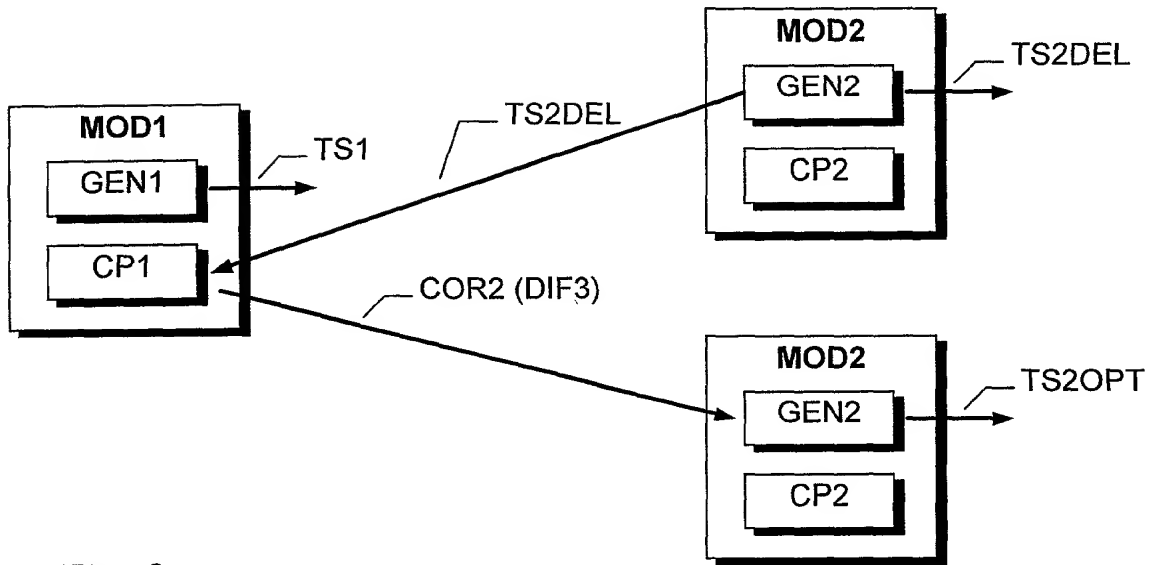 MOD1
GEN1
CP1
TS1
TS2DEL
COR2 (DIF3)
MOD2
GEN2
CP2
TS2DEL
MOD2
GEN2
CP2
TS2OPT